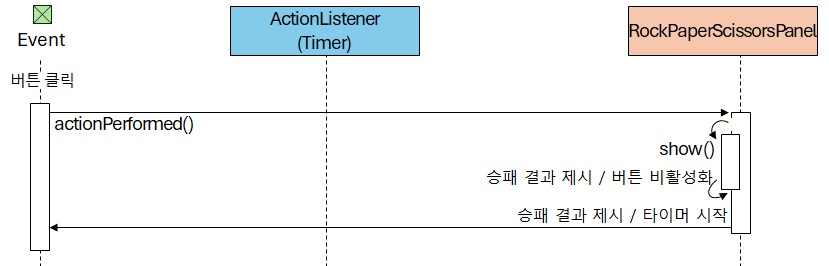 Event
ActionListener
(Timer)
RockPaperScissorsPanel
버튼 클릭
actionPerformed()
show()
승패 결과 제시 / 버튼 비활성화
승패 결과 제시 / 타이머 시작